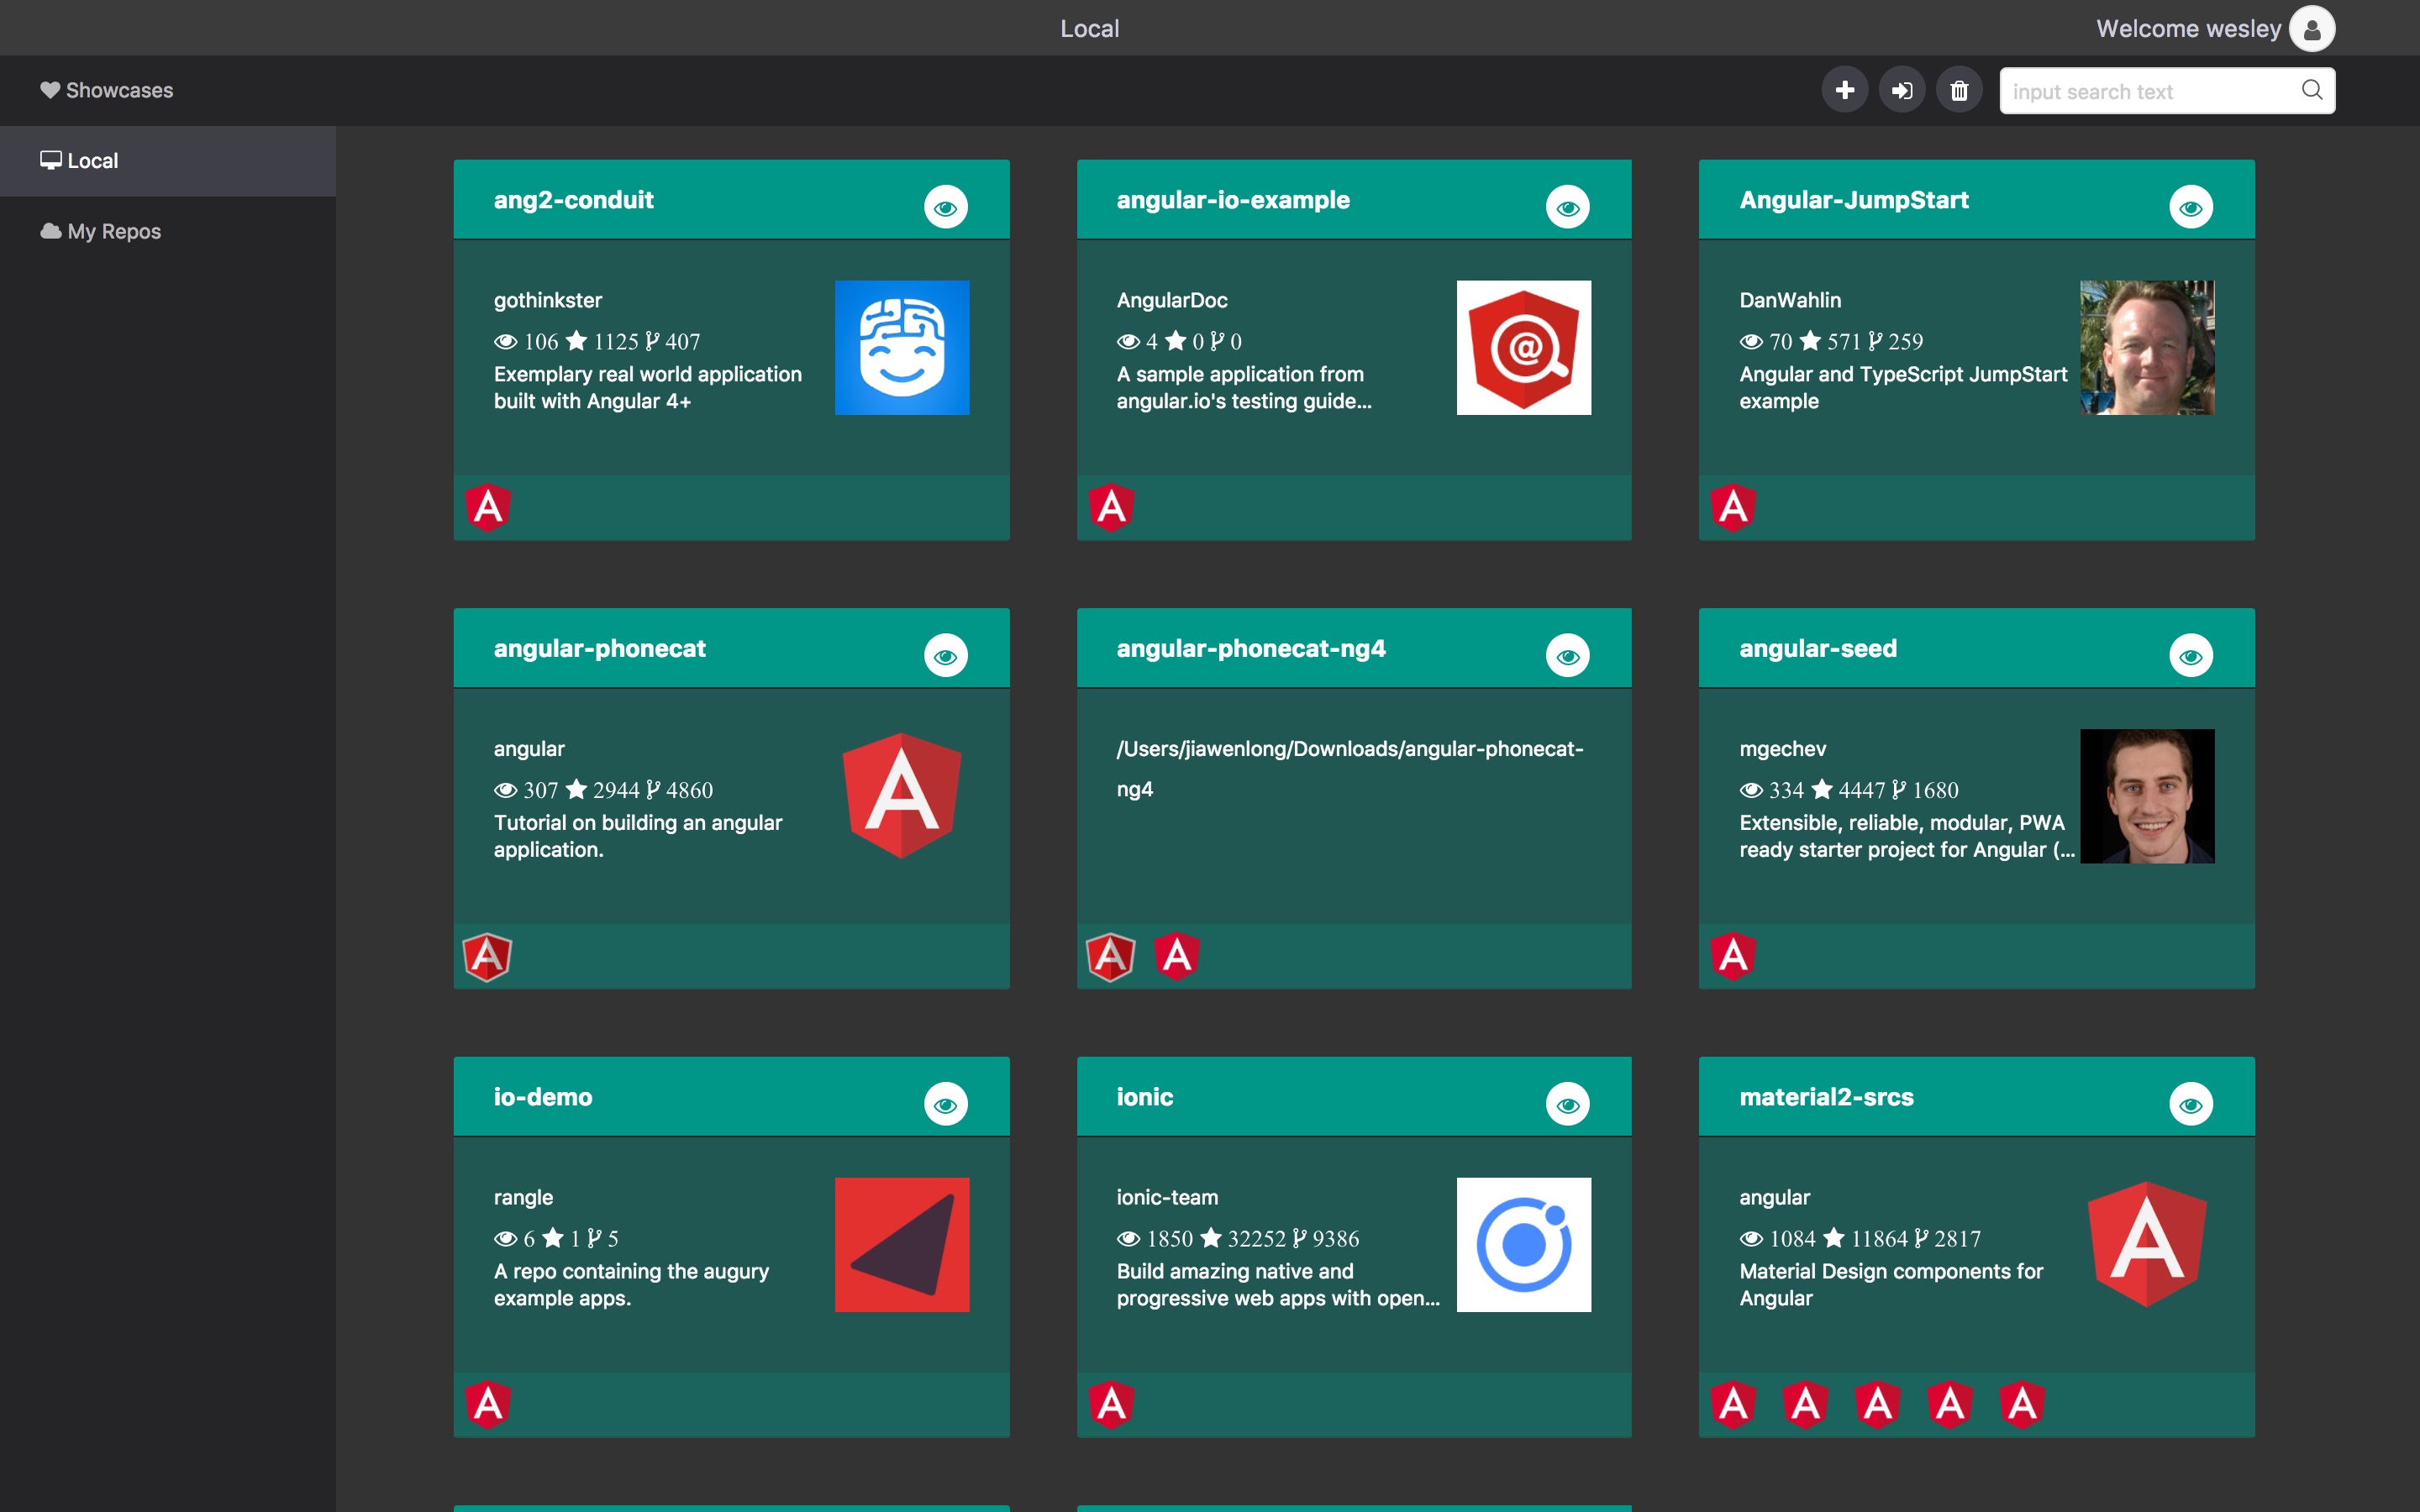 Local
Welcome wesley
Showcases
input search text
Local
My Repos
ang2-conduit
gothinkster
106 1125 407
Exemplary real world application
built with Angular 4+
A
angular-io-example
AngularDoc
4 0 0
A sample application from
angular.io's testing guide...
@
A
Angular-JumpStart
DanWahlin
70 571 259
Angular and TypeScript JumpStart
example
A
angular-phonecat
angular
307 2944 4860
Tutorial on building an angular
application.
A
A
angular-phonecat-ng4
/Users/jiawenlong/Downloads/angular-phonecat-
ng4
A A
angular-seed
mgechev
334 4447 1680
Extensible, reliable, modular, PWA
ready starter project for Angular (...
A
io-demo
rangle
6 1 5
A repo containing the augury
example apps.
A
ionic
ionic-team
1850 32252 9386
Build amazing native and
progressive web apps with open...
A
material2-srcs
angular
1084 11864 2817
Material Design components for
Angular
A
A A A A A